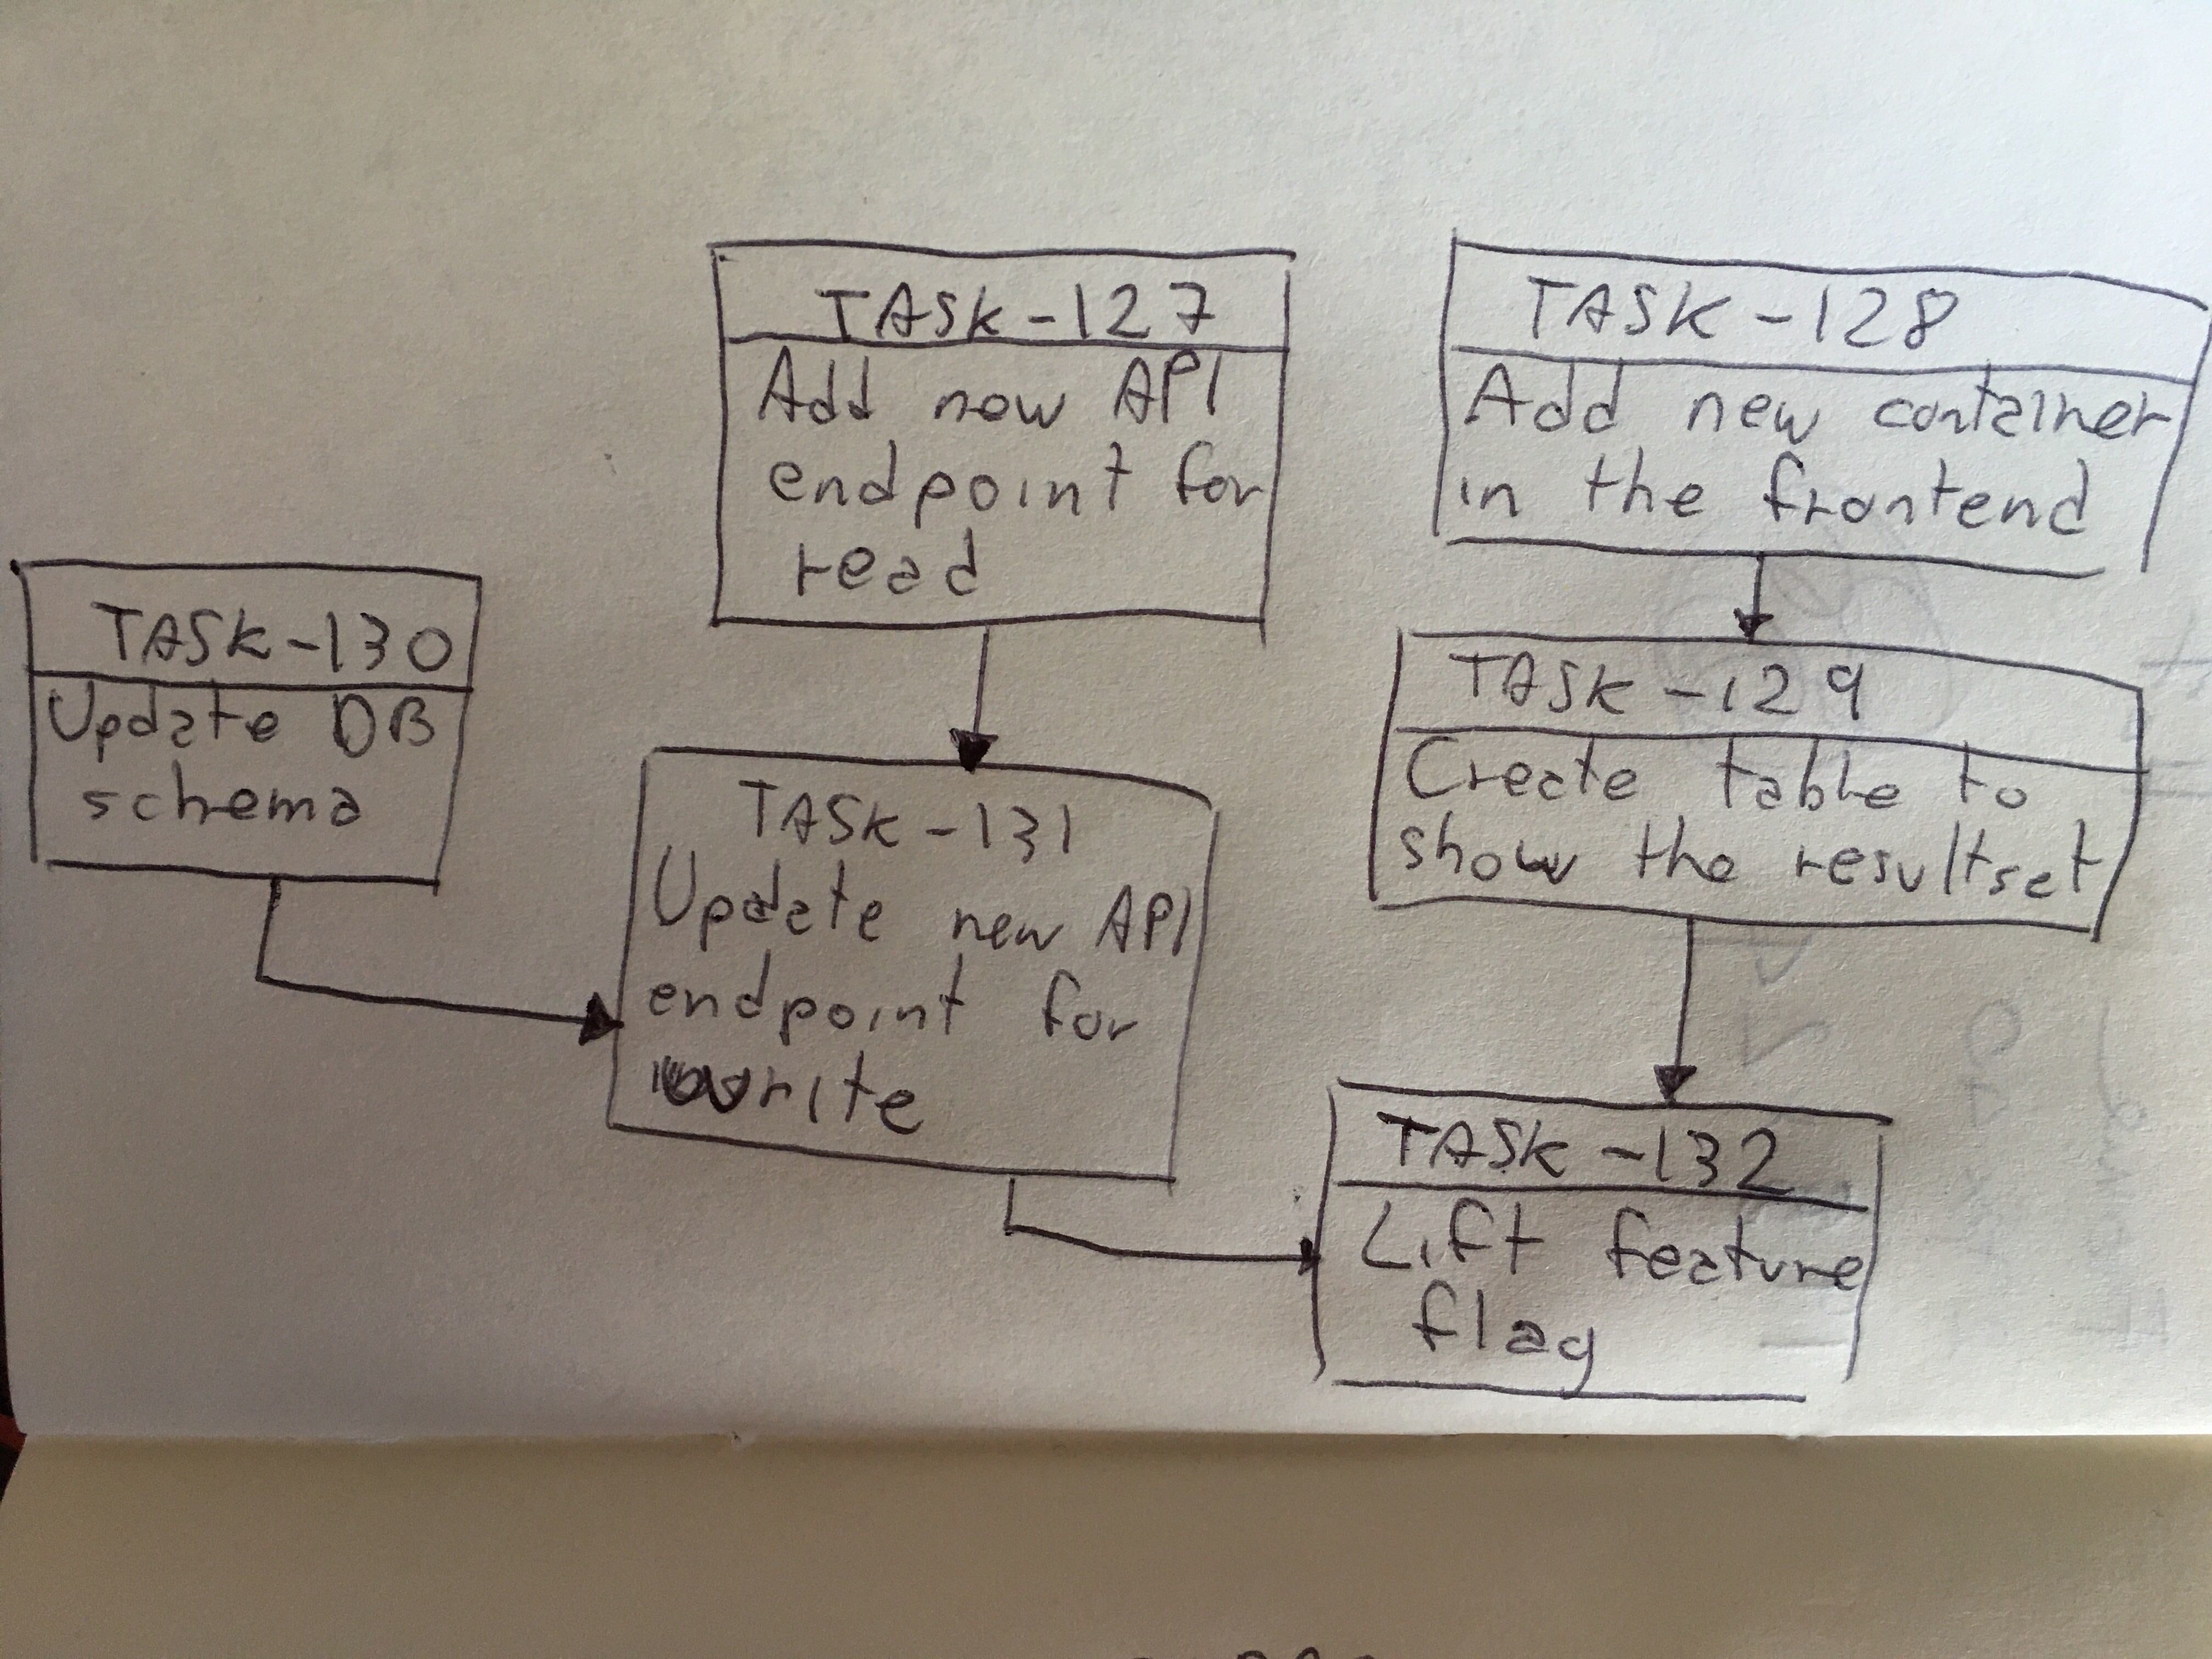 TASK-127
Add new API
endpoint for
read
TASK-128
Add new container
in the frontend
TASK-130
Update DB
schema
TASK-131
Update new API
endpoint for
write
TASK-129
Create table to
show the resultset
TASK-132
Lift feature
flag